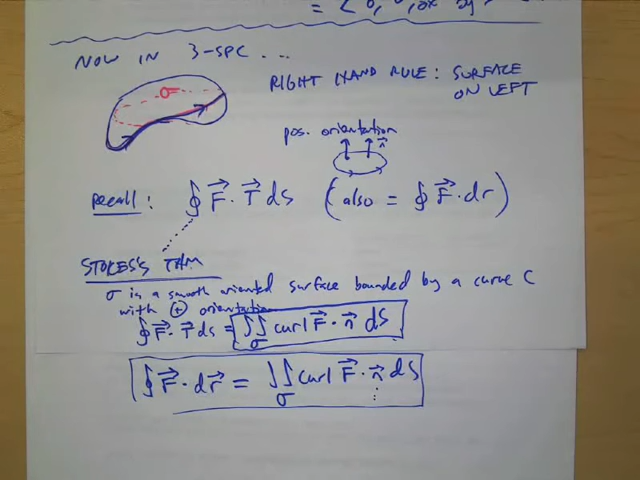 NOW IN 3-SPC ...
RIGHT HAND RULE: SURFACE
ON LEFT
σ
pos. orientation
n⃗
Recall: ∮ F⃗ · T⃗ ds (also = ∮ F⃗ · dr)
STOKES'S THM
σ is a smooth oriented surface bounded by a curve C
with ⊕ orientation
∮ F⃗ · T⃗ ds = ∬σ curl F⃗ · n⃗ dS
∮ F⃗ · dr⃗ = ∬σ curl F⃗ · n⃗ dS